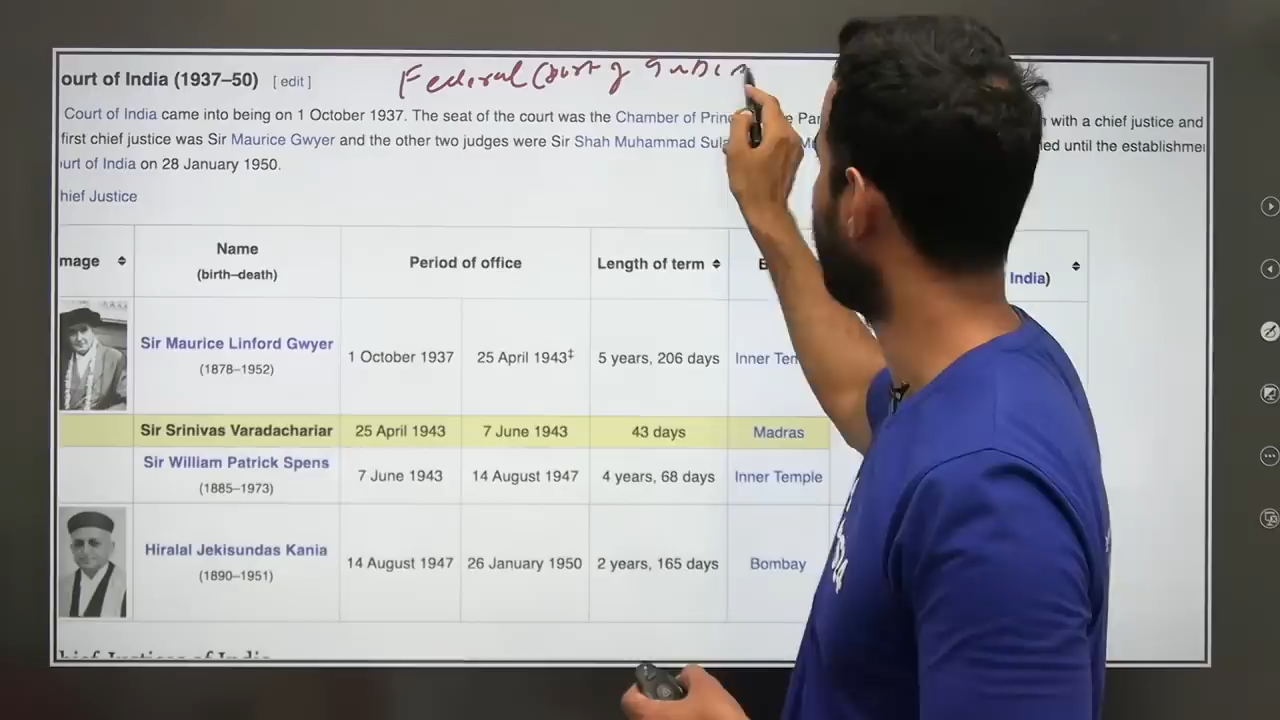 ourt of India (1937–50) [ edit ]
Federal Court of India
Court of India came into being on 1 October 1937. The seat of the court was the Chamber of Princ e Par n with a chief justice and
first chief justice was Sir Maurice Gwyer and the other two judges were Sir Shah Muhammad Sula M ed until the establishmer
urt of India on 28 January 1950.
hief Justice
mage
Name
(birth–death)
Period of office
Length of term
B
India)
Sir Maurice Linford Gwyer
(1878–1952)
1 October 1937
25 April 1943‡
5 years, 206 days
Inner Tem
Sir Srinivas Varadachariar
25 April 1943
7 June 1943
43 days
Madras
Sir William Patrick Spens
(1885–1973)
7 June 1943
14 August 1947
4 years, 68 days
Inner Temple
Hiralal Jekisundas Kania
(1890–1951)
14 August 1947
26 January 1950
2 years, 165 days
Bombay
hief Justices of India